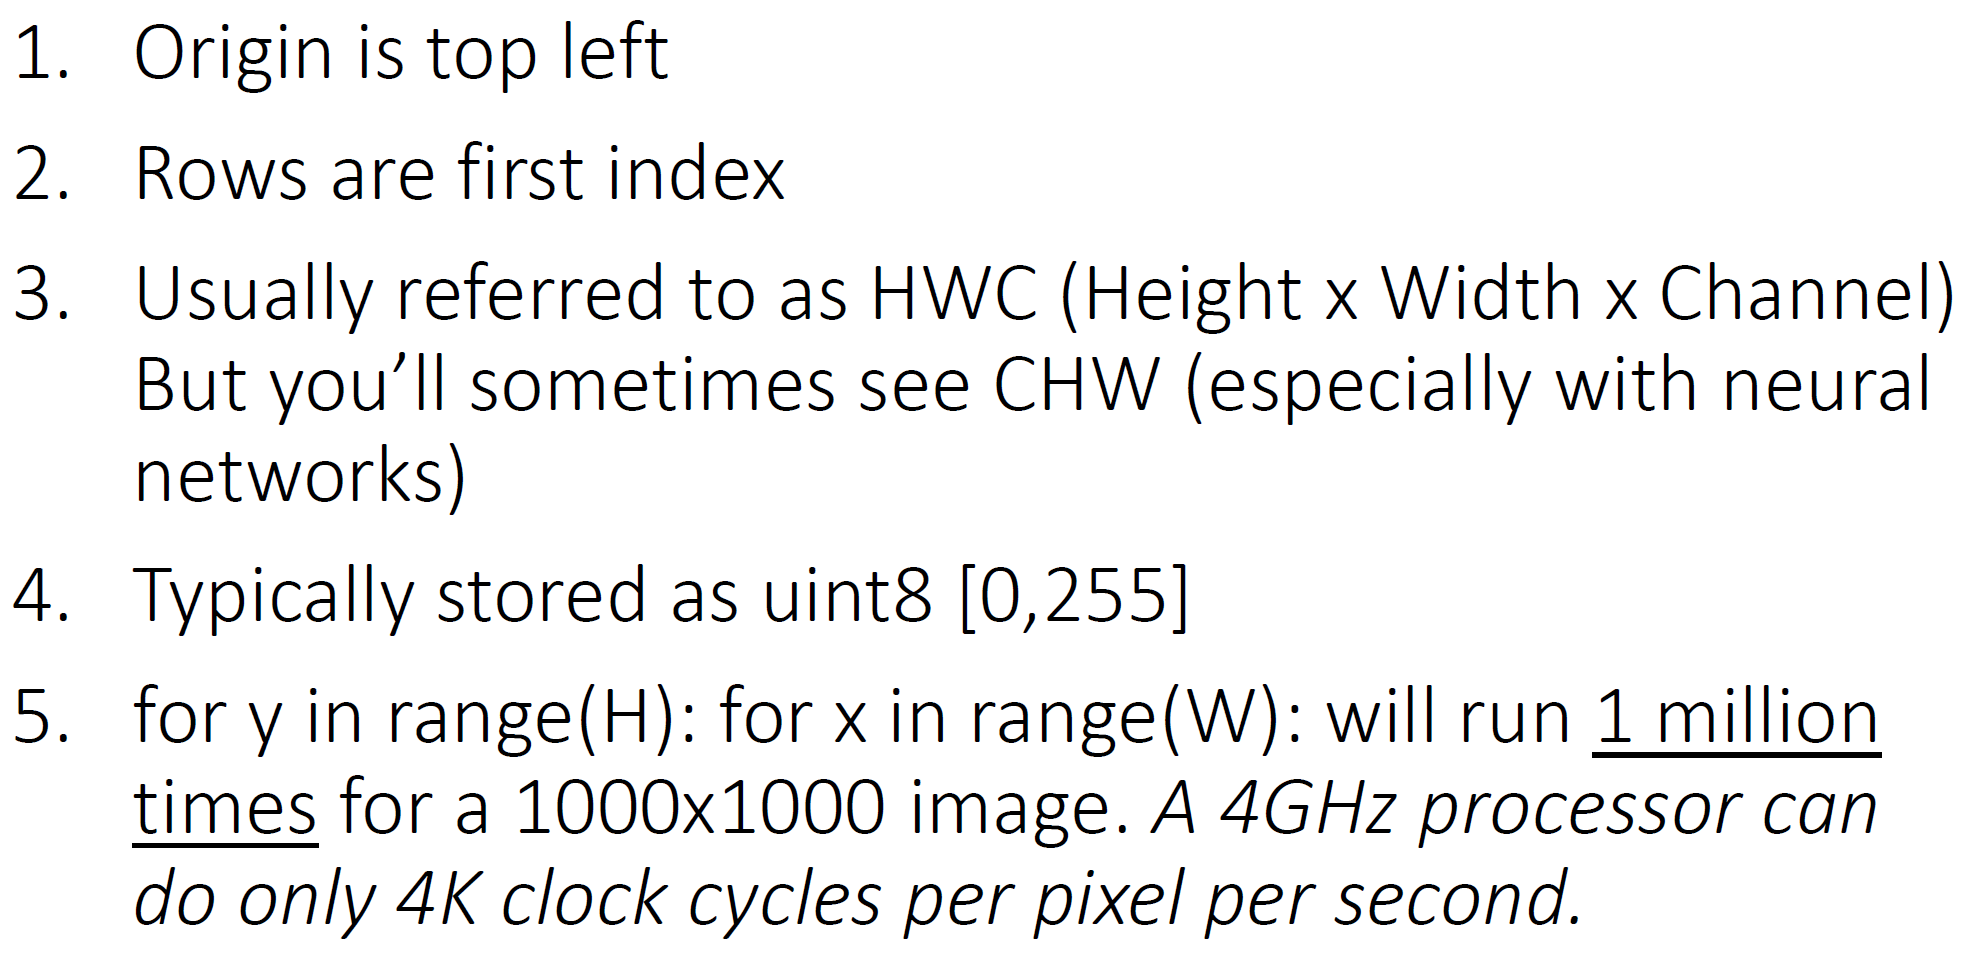 1. Origin is top left
2. Rows are first index
3. Usually referred to as HWC (Height x Width x Channel)
But you’ll sometimes see CHW (especially with neural
networks)
4. Typically stored as uint8 [0,255]
5. for y in range(H): for x in range(W): will run 1 million
times for a 1000x1000 image. A 4GHz processor can
do only 4K clock cycles per pixel per second.